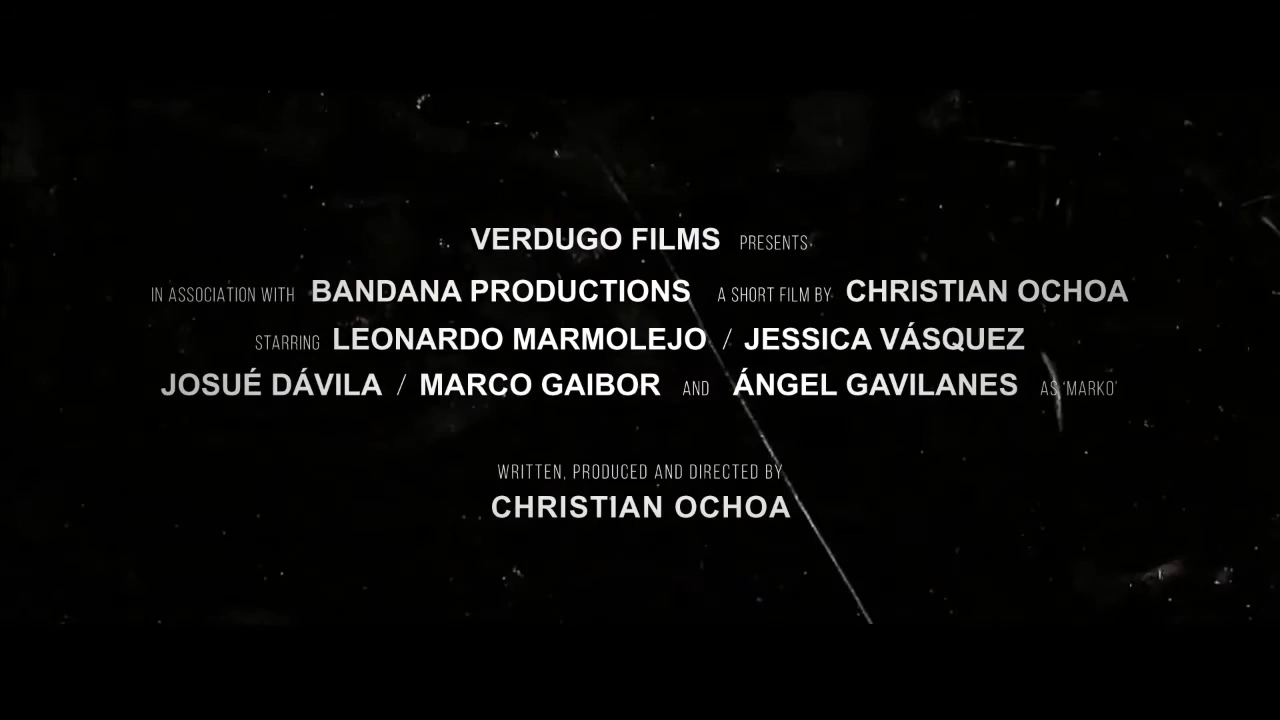 VERDUGO FILMS PRESENTS
IN ASSOCIATION WITH BANDANA PRODUCTIONS A SHORT FILM BY CHRISTIAN OCHOA
STARRING LEONARDO MARMOLEJO / JESSICA VÁSQUEZ
JOSUÉ DÁVILA / MARCO GAIBOR AND ÁNGEL GAVILANES AS 'MARKO'
WRITTEN, PRODUCED AND DIRECTED BY
CHRISTIAN OCHOA